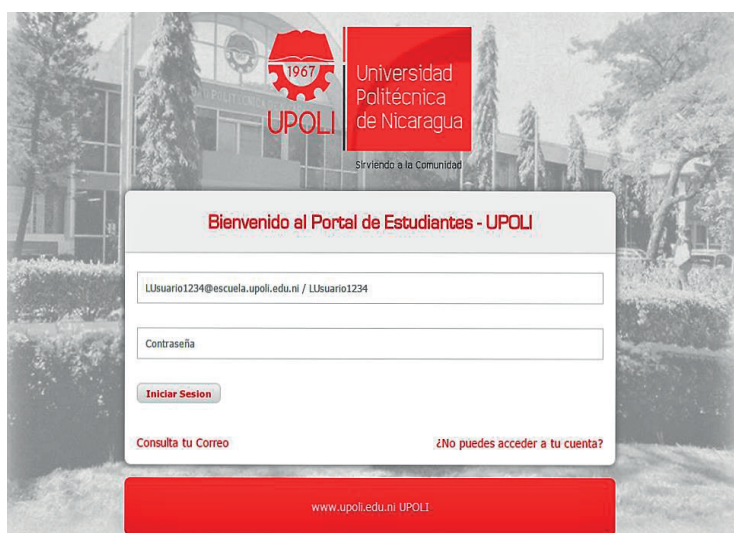 1967
UPOLI
Universidad
Politécnica
de Nicaragua
Sirviendo a la Comunidad
Bienvenido al Portal de Estudiantes - UPOLI
LUsuario1234@escuela.upoli.edu.ni / LUsuario1234
Contraseña
Iniciar Sesion
Consulta tu Correo
¿No puedes acceder a tu cuenta?
www.upoli.edu.ni UPOLI